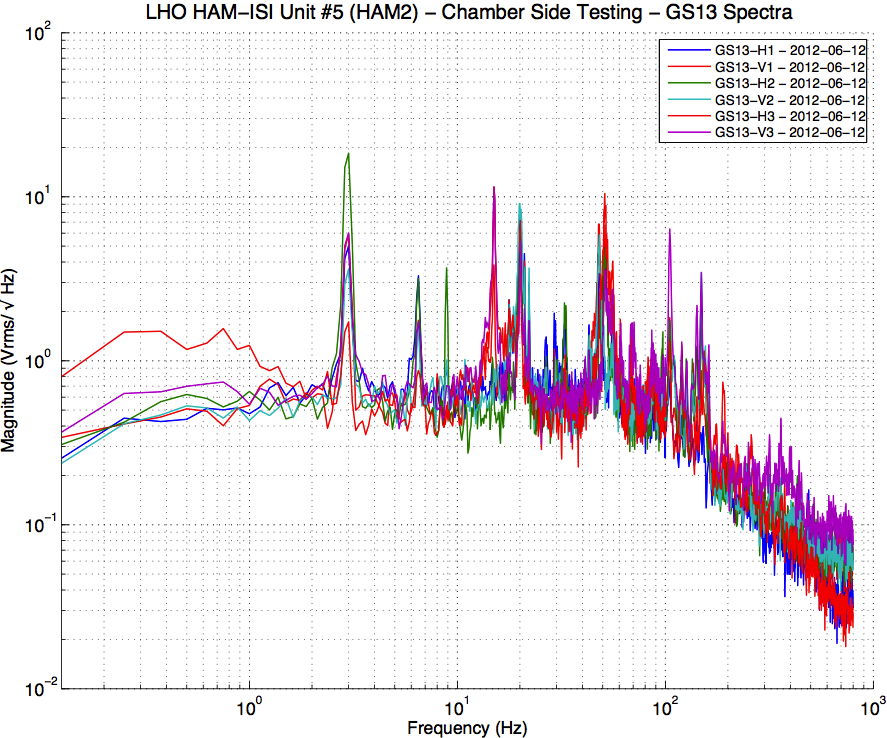 LHO HAM−ISI Unit #5 (HAM2) − Chamber Side Testing − GS13 Spectra
GS13−H1 − 2012−06−12
GS13−V1 − 2012−06−12
GS13−H2 − 2012−06−12
GS13−V2 − 2012−06−12
GS13−H3 − 2012−06−12
GS13−V3 − 2012−06−12
Magnitude (Vrms/ √ Hz)
10²
10¹
10⁰
10⁻¹
10⁻²
10⁰ 10¹ 10² 10³
Frequency (Hz)